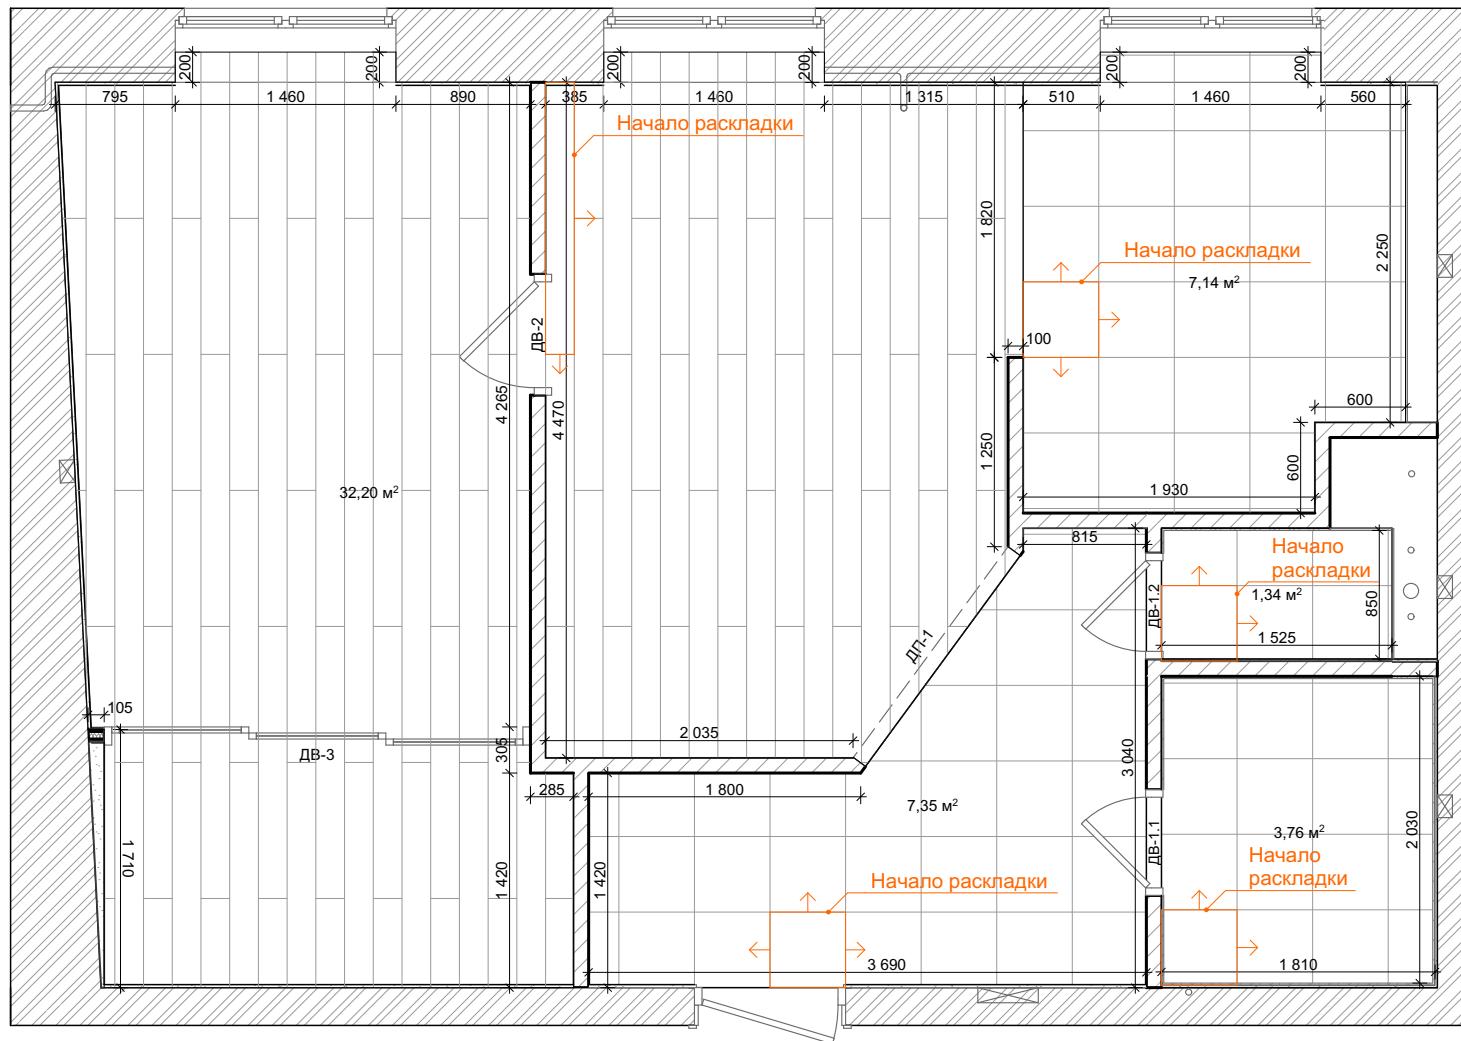 200
200
200
200
200
200
795
1 460
890
385
1 460
1 315
510
1 460
560
Начало раскладки
1 820
2 250
Начало раскладки
7,14 м²
ДВ-2
100
4 265
4 470
1 250
600
600
32,20 м²
1 930
815
Начало
раскладки
1,34 м²
850
ДВ-1.2
1 525
ДП-1
105
2 035
305
ДВ-3
3 040
285
1 800
7,35 м²
1 710
1 420
1 420
ДВ-1.1
3,76 м²
2 030
Начало
раскладки
Начало раскладки
3 690
1 810